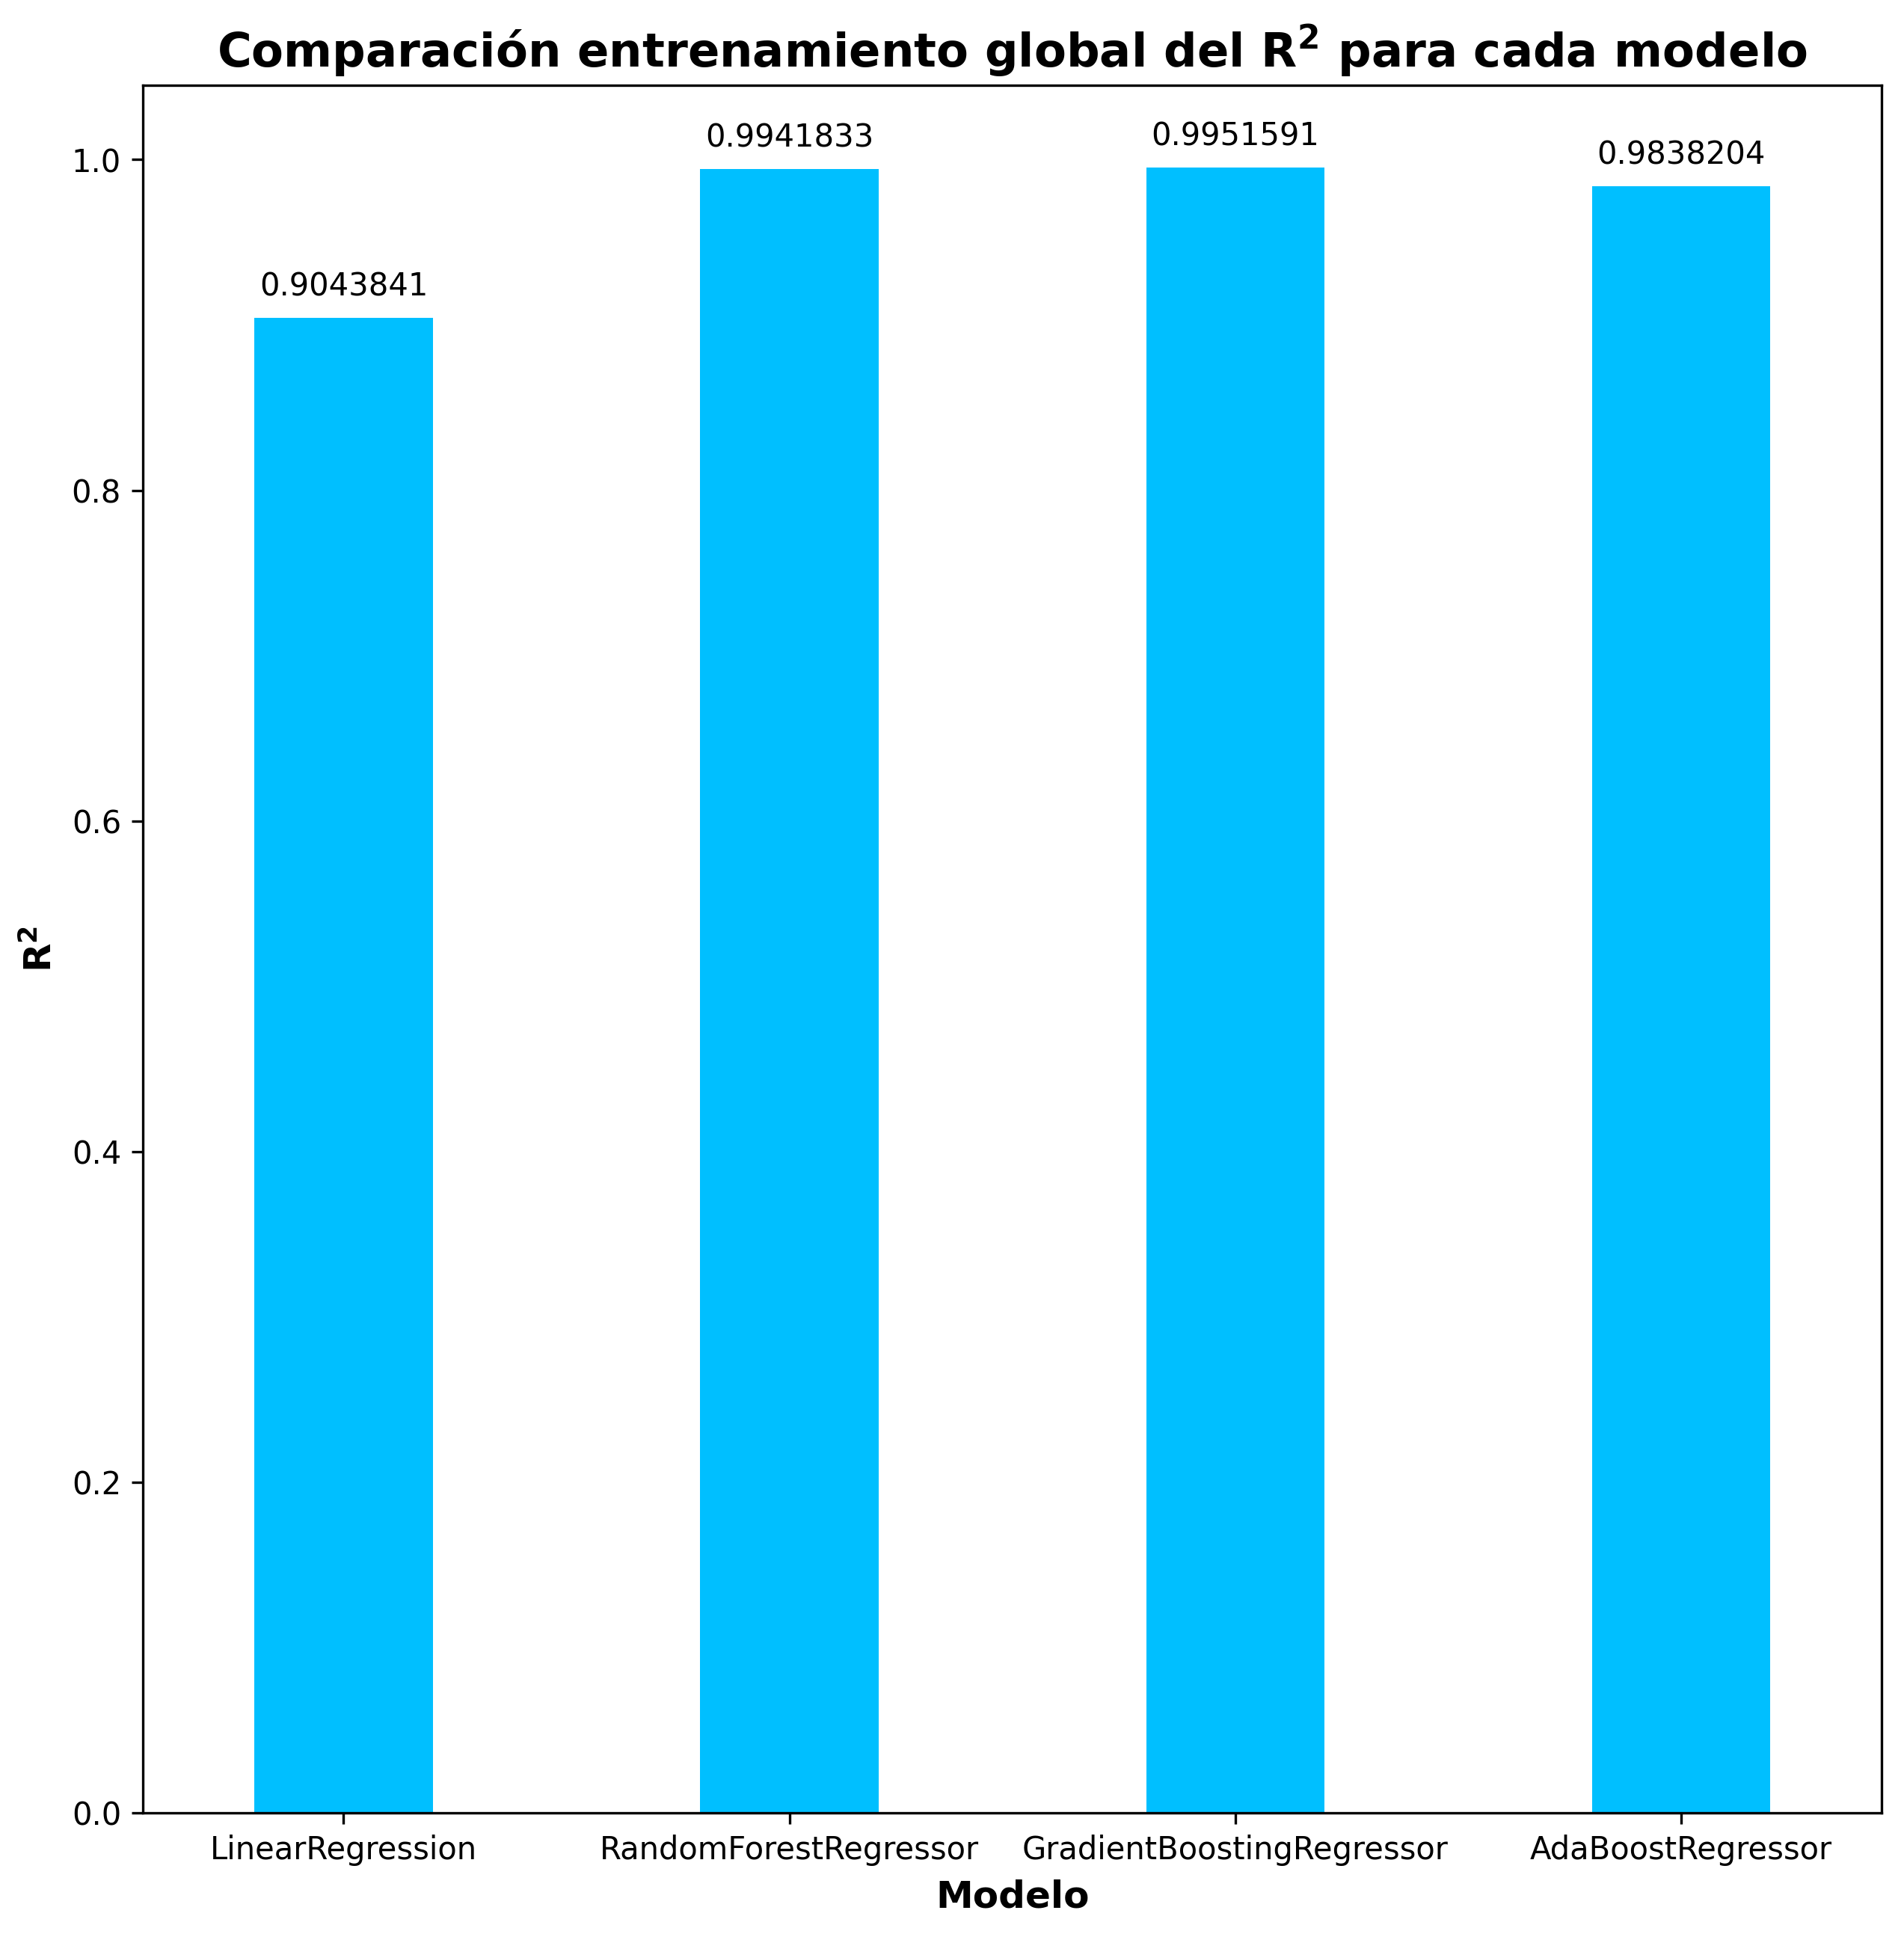 Comparación entrenamiento global del R² para cada modelo
0.9043841
0.9941833
0.9951591
0.9838204
1.0
0.8
0.6
0.4
0.2
0.0
R²
LinearRegression
RandomForestRegressor
GradientBoostingRegressor
AdaBoostRegressor
Modelo